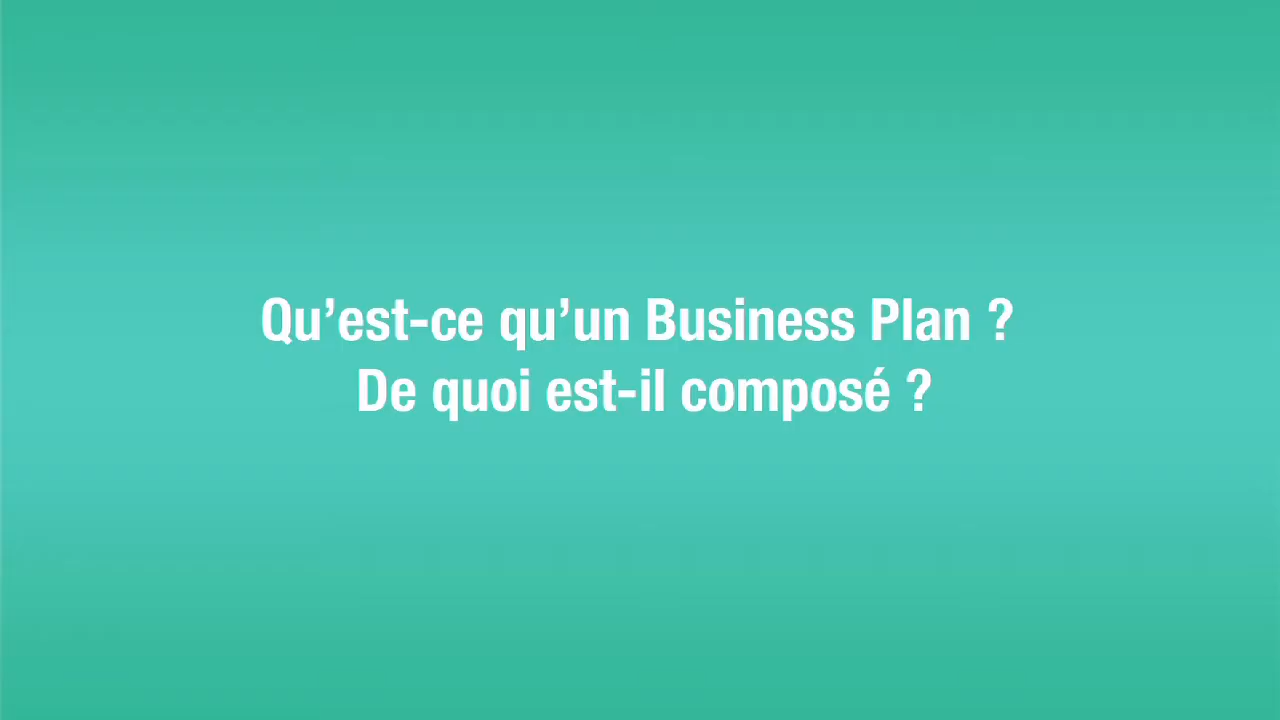 Qu’est-ce qu’un Business Plan ?
De quoi est-il composé ?